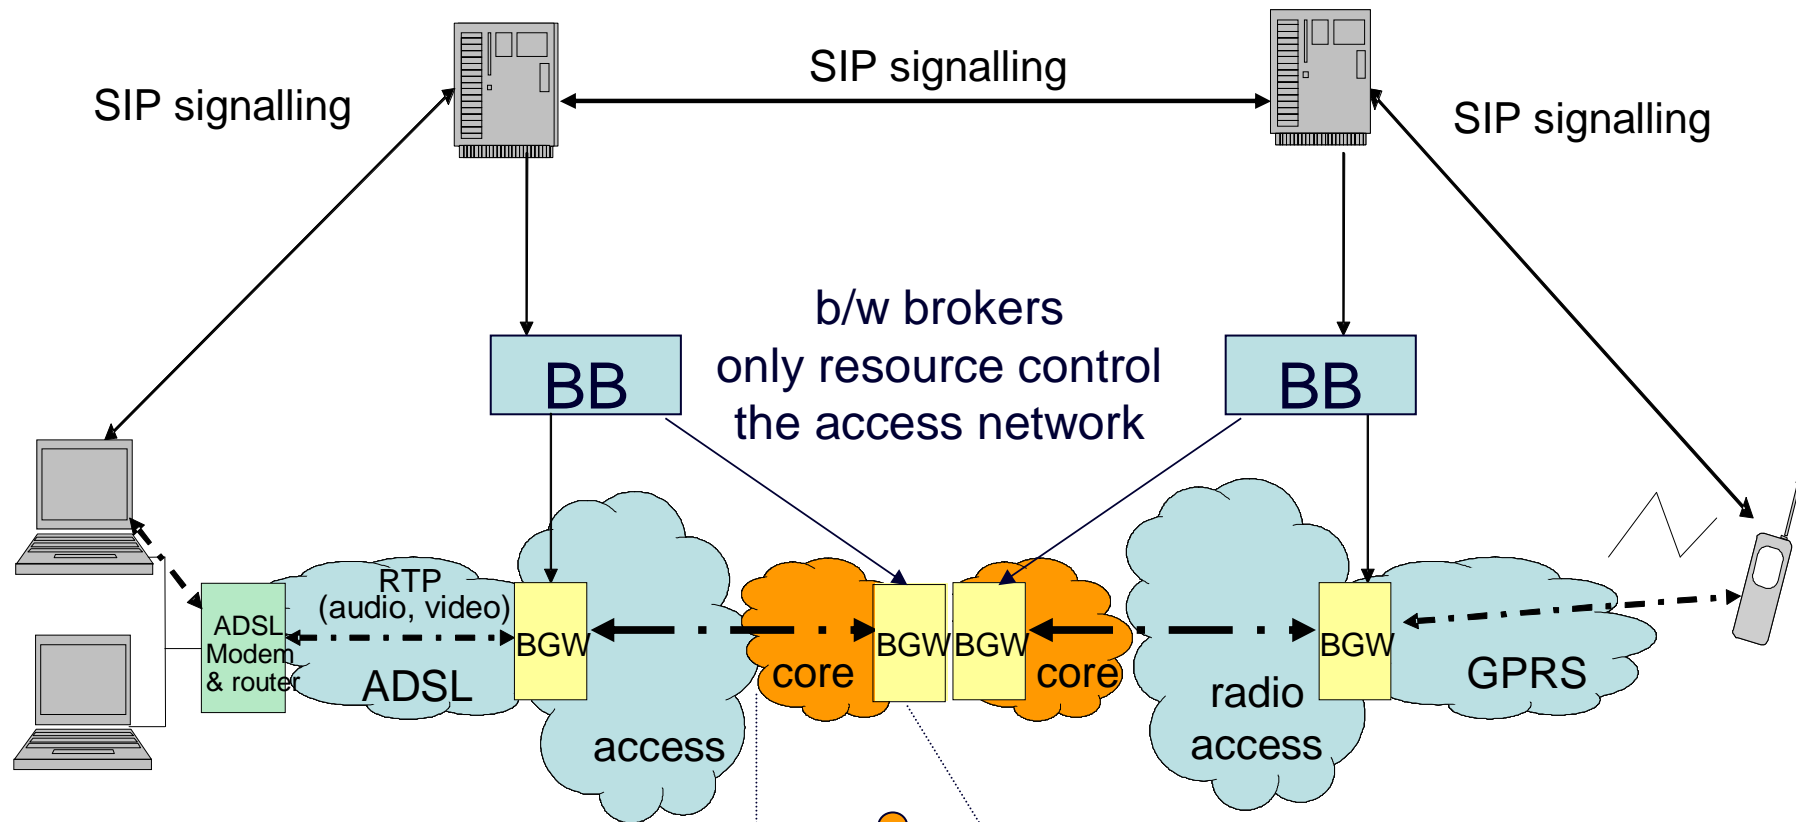 SIP signalling
SIP signalling
SIP signalling
b/w brokers
only resource control
the access network
BB
BB
RTP
(audio, video)
ADSL
Modem
& router
ADSL
BGW
access
core
BGW
BGW
core
radio
access
BGW
GPRS